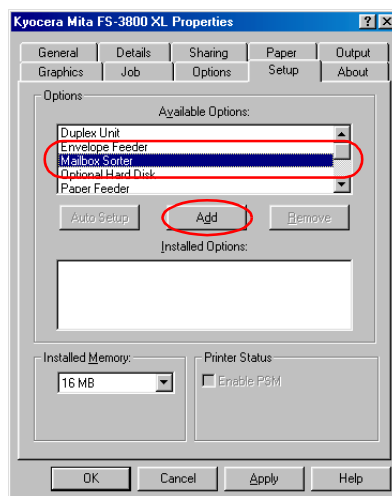 Kyocera Mita FS-3800 XL Properties
General Details Sharing Paper Output
Graphics Job Options Setup About
Options
Available Options:
Duplex Unit
Envelope Feeder
Mailbox Sorter
Optional Hard Disk
Paper Feeder
Auto Setup Add Remove
Installed Options:
Installed Memory: Printer Status
16 MB Enable PSM
OK Cancel Apply Help